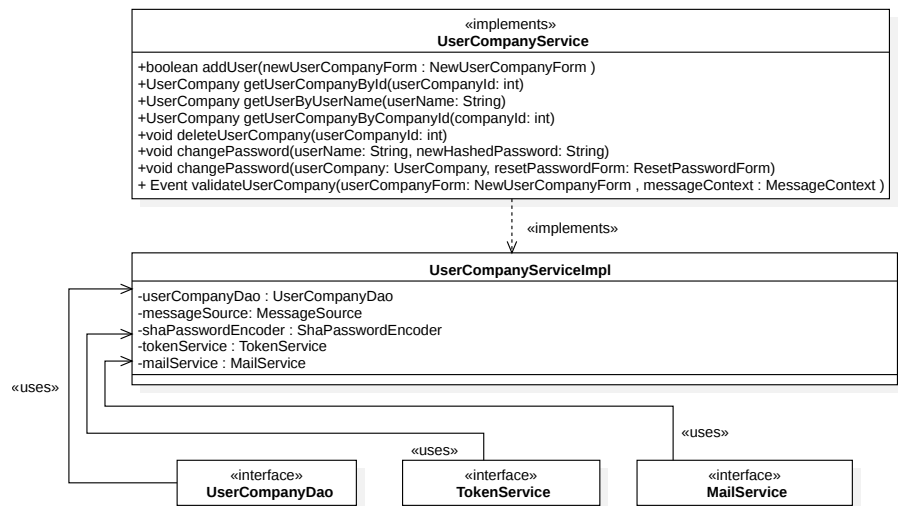 «implements»
UserCompanyService
+boolean addUser(newUserCompanyForm : NewUserCompanyForm )
+UserCompany getUserCompanyById(userCompanyId: int)
+UserCompany getUserByUserName(userName: String)
+UserCompany getUserCompanyByCompanyId(companyId: int)
+void deleteUserCompany(userCompanyId: int)
+void changePassword(userName: String, newHashedPassword: String)
+void changePassword(userCompany: UserCompany, resetPasswordForm: ResetPasswordForm)
+ Event validateUserCompany(userCompanyForm: NewUserCompanyForm , messageContext : MessageContext )
«implements»
UserCompanyServiceImpl
-userCompanyDao : UserCompanyDao
-messageSource: MessageSource
-shaPasswordEncoder : ShaPasswordEncoder
-tokenService : TokenService
-mailService : MailService
«uses»
«uses»
«uses»
«interface»
UserCompanyDao
«interface»
TokenService
«interface»
MailService